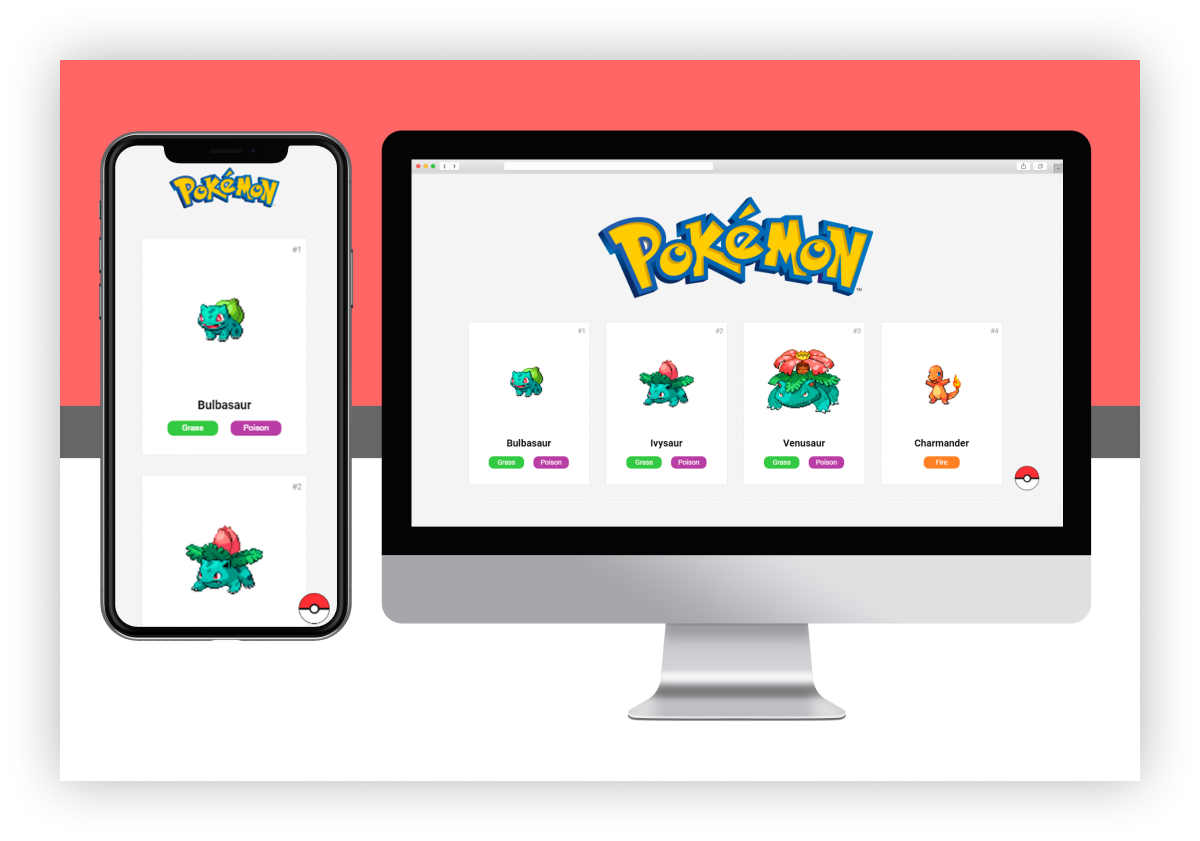 Pokémon
#1
Bulbasaur
Grass Poison
#2
Pokémon
TM
#1 #2 #3 #4
Bulbasaur Ivysaur Venusaur Charmander
Grass Poison Grass Poison Grass Poison Fire